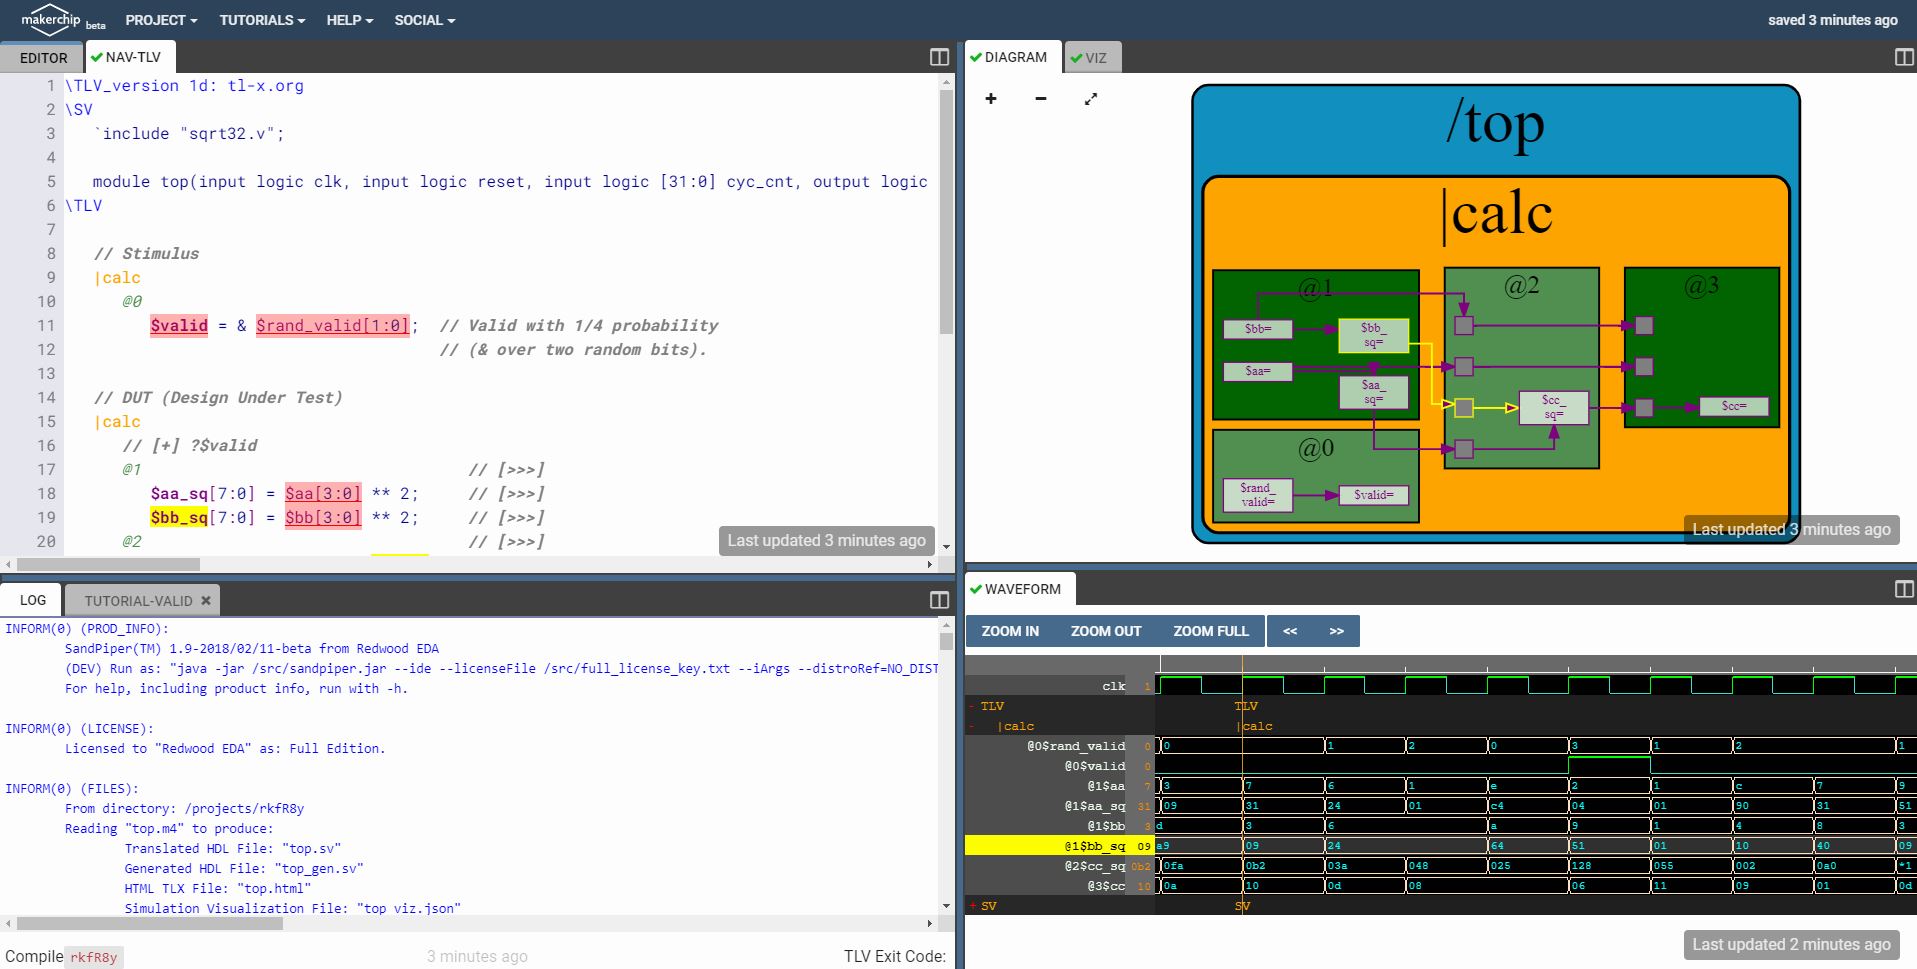 makerchip beta PROJECT TUTORIALS HELP SOCIAL saved 3 minutes ago
EDITOR NAV-TLV
1 \TLV_version 1d: tl-x.org
2 \SV
3 `include "sqrt32.v";
4
5 module top(input logic clk, input logic reset, input logic [31:0] cyc_cnt, output logic
6 \TLV
7
8 // Stimulus
9 |calc
10 @0
11 $valid = & $rand_valid[1:0]; // Valid with 1/4 probability
12 // (& over two random bits).
13
14 // DUT (Design Under Test)
15 |calc
16 // [+] ?$valid
17 @1 // [>>>]
18 $aa_sq[7:0] = $aa[3:0] ** 2; // [>>>]
19 $bb_sq[7:0] = $bb[3:0] ** 2; // [>>>]
20 @2 // [>>>]
Last updated 3 minutes ago
LOG TUTORIAL-VALID ×
INFORM(0) (PROD_INFO):
SandPiper(TM) 1.9-2018/02/11-beta from Redwood EDA
(DEV) Run as: "java -jar /src/sandpiper.jar --ide --licenseFile /src/full_license_key.txt --iArgs --distroRef=NO_DIST
For help, including product info, run with -h.
INFORM(0) (LICENSE):
Licensed to "Redwood EDA" as: Full Edition.
INFORM(0) (FILES):
From directory: /projects/rkfR8y
Reading "top.m4" to produce:
Translated HDL File: "top.sv"
Generated HDL File: "top_gen.sv"
HTML TLX File: "top.html"
Simulation Visualization File: "top_viz.json"
Compile rkfR8y 3 minutes ago TLV Exit Code:
DIAGRAM VIZ
+ −
/top
|calc
@1 @2 @3
$bb= $bb_
sq=
$aa= $aa_
sq=
$cc_
sq=
$cc=
@0
$rand_
valid=
$valid=
Last updated 3 minutes ago
WAVEFORM
ZOOM IN ZOOM OUT ZOOM FULL << >>
clk 1
- TLV TLV
- |calc |calc
@0$rand_valid 0 0 1 2 0 3 1 2 1
@0$valid 0
@1$aa 7 3 7 6 1 e 2 1 c 7 9
@1$aa_sq 31 09 31 24 01 c4 04 01 90 31 51
@1$bb 3 d 3 6 a 9 1 4 8 3
@1$bb_sq 09 a9 09 24 64 51 01 10 40 09
@2$cc_sq 0b2 0fa 0b2 03a 048 025 128 055 002 0a0 *1
@3$cc 10 0a 10 0d 08 06 11 09 01 0d
+ SV SV
Last updated 2 minutes ago